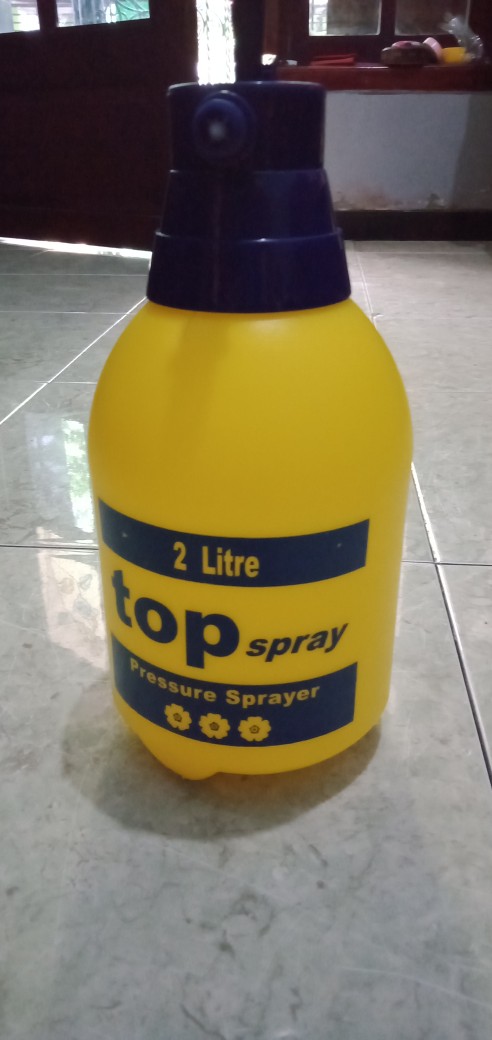 2 Litre
top spray
Pressure Sprayer